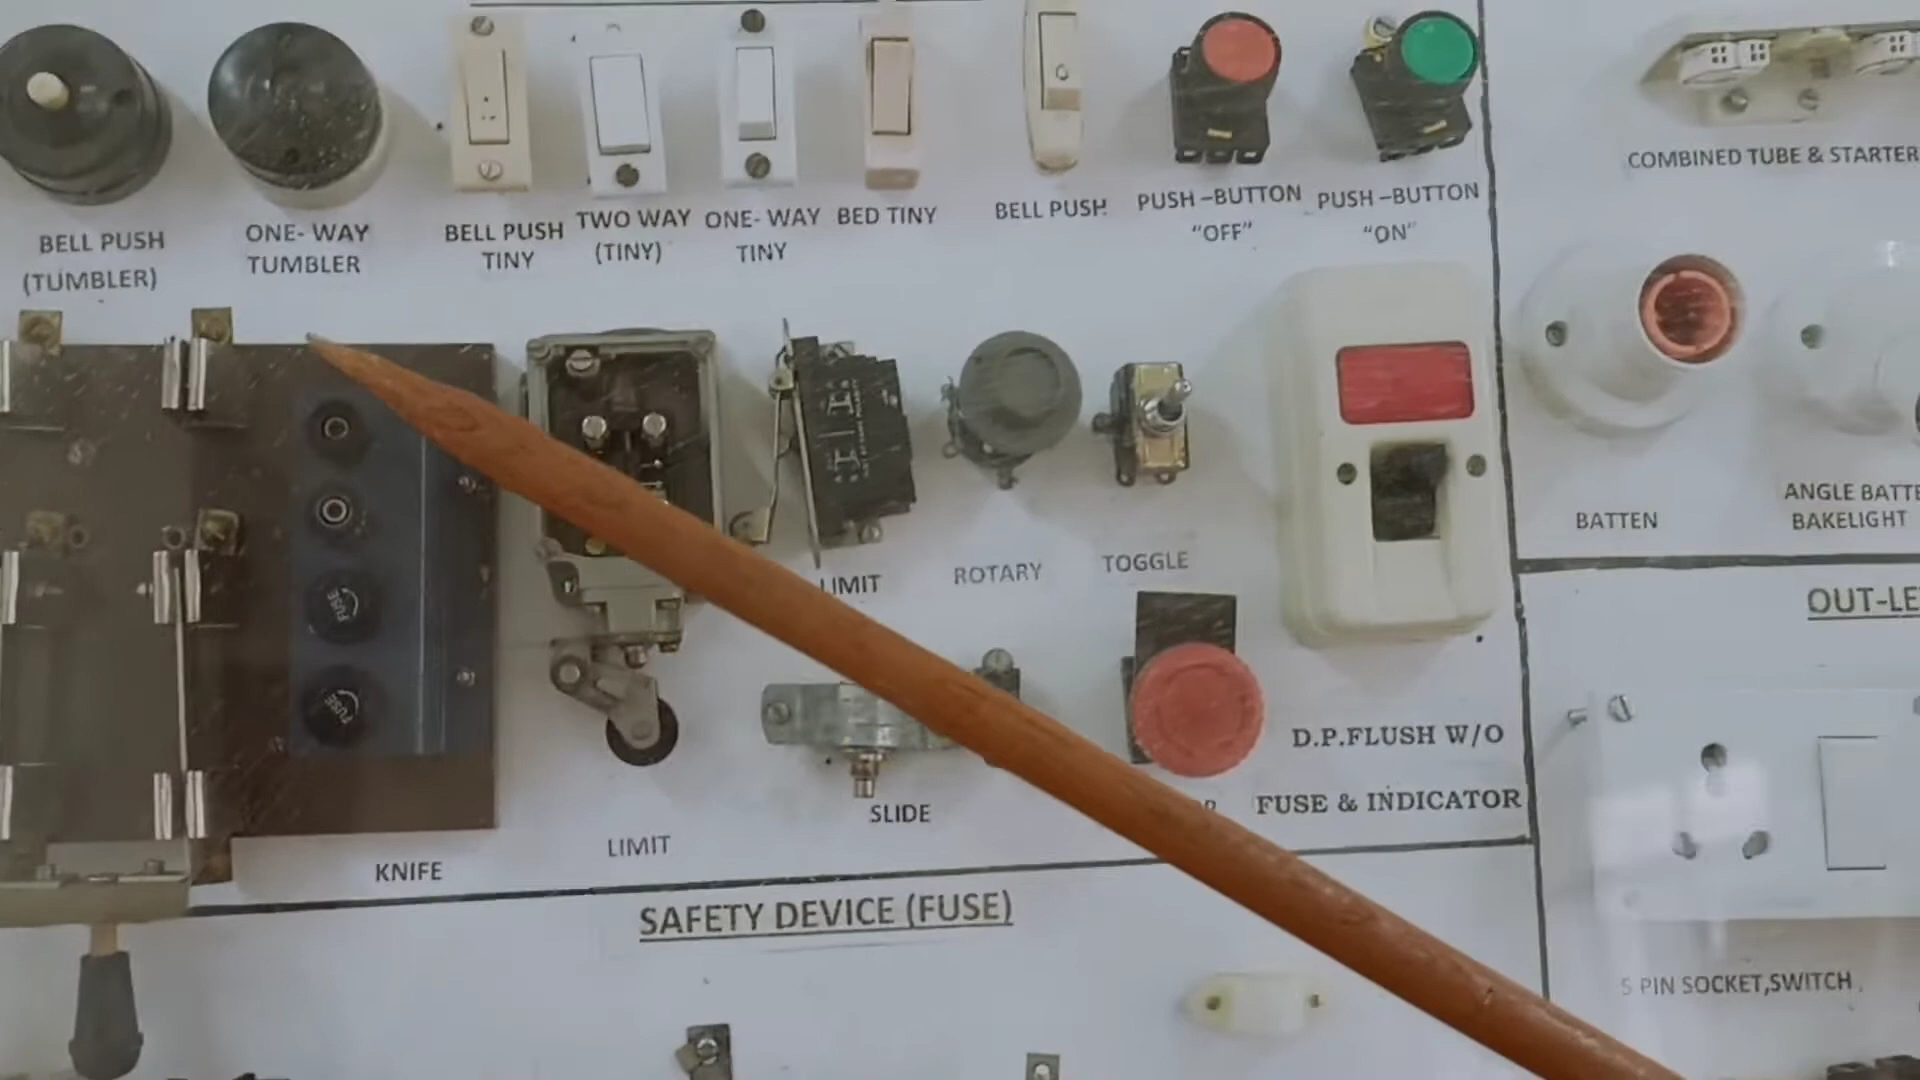 BELL PUSH
(TUMBLER)
ONE- WAY
TUMBLER
BELL PUSH
TINY
TWO WAY
(TINY)
ONE- WAY
TINY
BED TINY
BELL PUSH
PUSH –BUTTON
“OFF”
PUSH –BUTTON
“ON”
COMBINED TUBE & STARTER
FUSE
FUSE
KNIFE
LIMIT
LIMIT
ROTARY
TOGGLE
SLIDE
D.P.FLUSH W/O
FUSE & INDICATOR
BATTEN
ANGLE BATTE
BAKELIGHT
OUT-LE
5 PIN SOCKET,SWITCH
SAFETY DEVICE (FUSE)